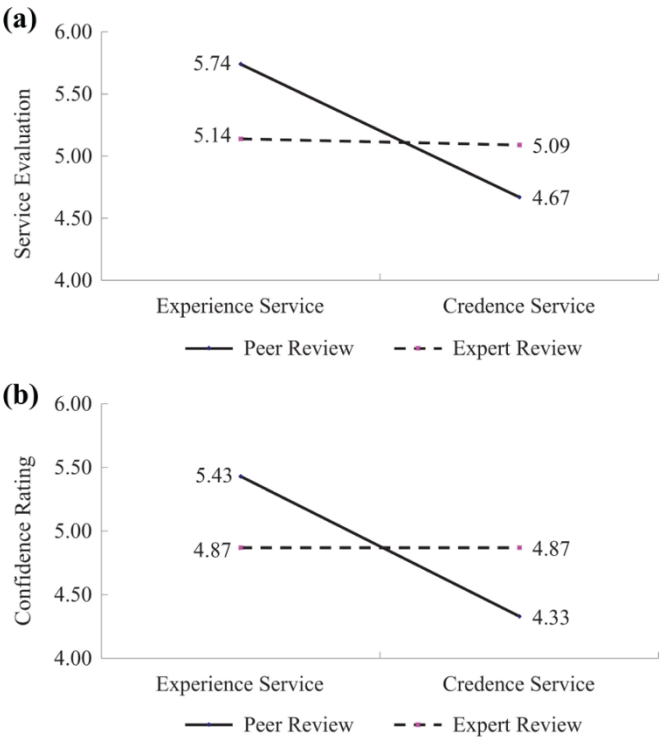 (a)
6.00
5.50
5.00
4.50
4.00
Service Evaluation
5.74
5.14
5.09
4.67
Experience Service Credence Service
Peer Review Expert Review
(b)
6.00
5.50
5.00
4.50
4.00
Confidence Rating
5.43
4.87
4.87
4.33
Experience Service Credence Service
Peer Review Expert Review